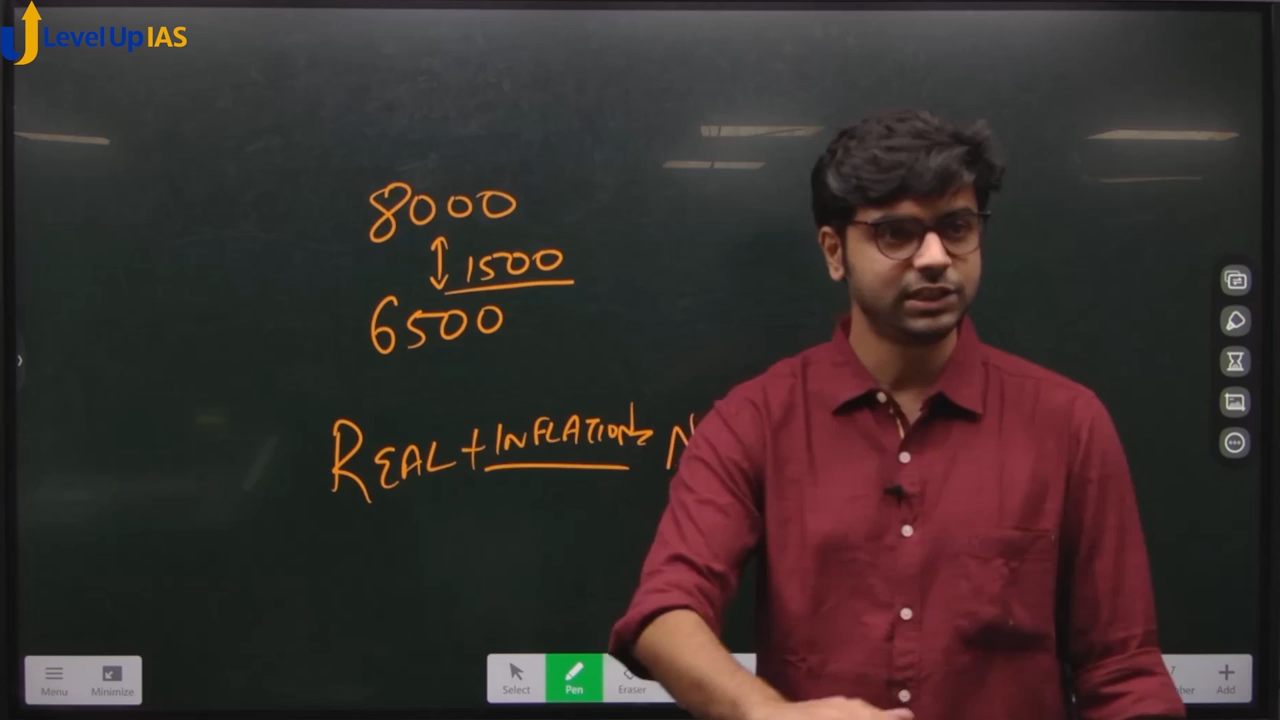 Level Up IAS
8000
1500
6500
REAL + INFLATION =
Menu
Minimize
Select
Pen
Eraser
Add